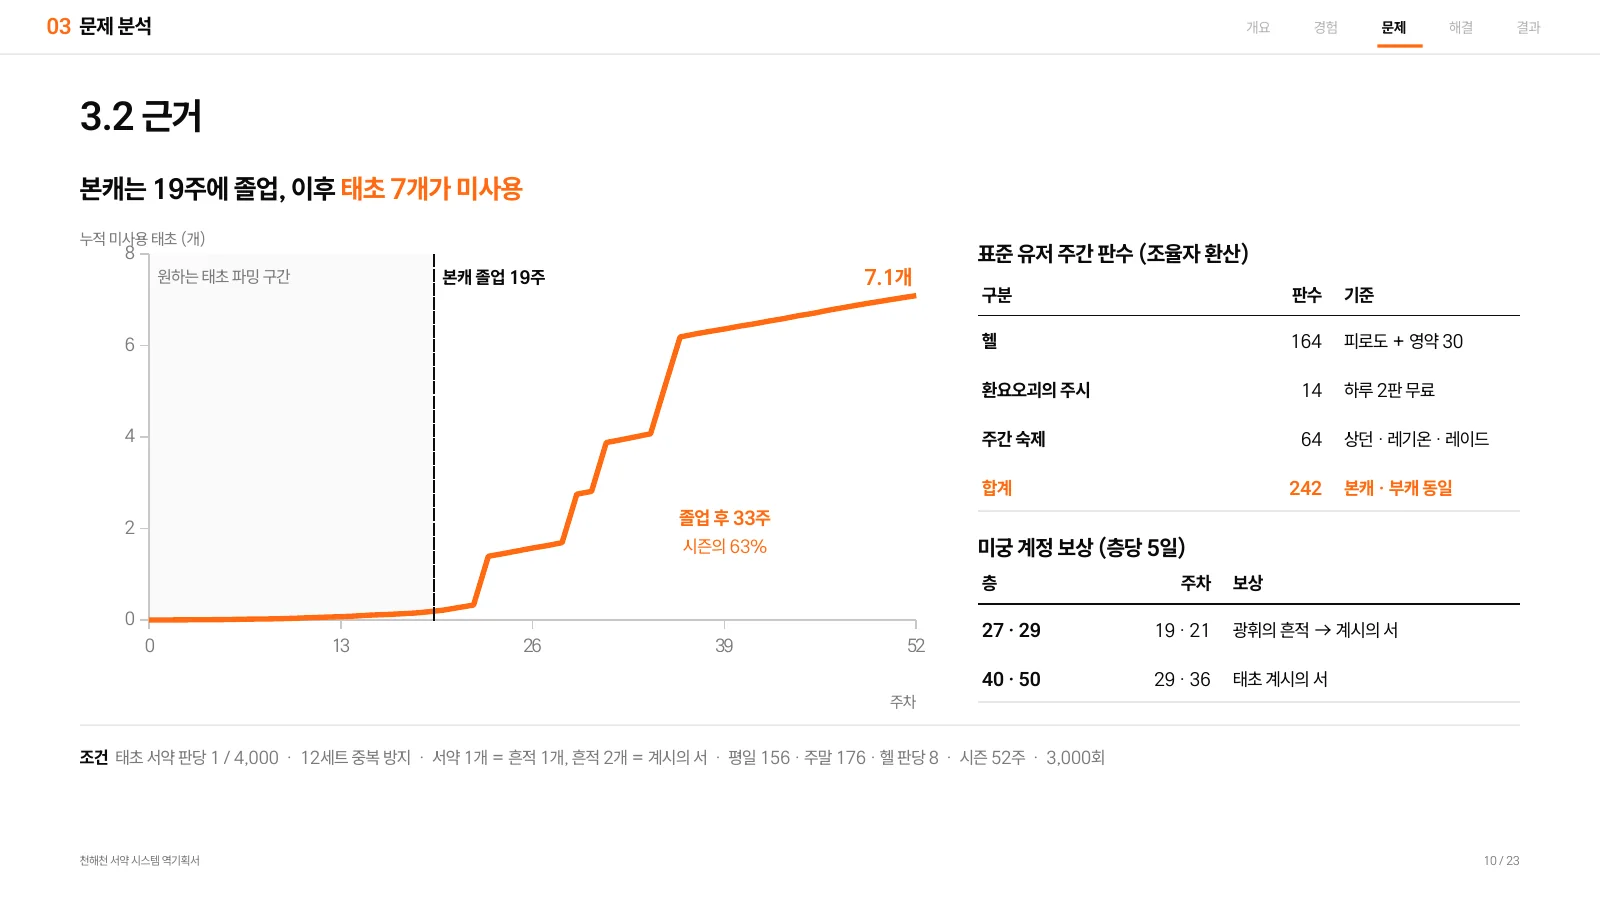 03 문제 분석
개요 경험 문제 해결 결과
3.2 근거
본캐는 19주에 졸업, 이후 태초 7개가 미사용
누적 미사용 태초 (개)
8
6
4
2
0
0 13 26 39 52
주차
원하는 태초 파밍 구간
본캐 졸업 19주
7.1개
졸업 후 33주
시즌의 63%
표준 유저 주간 판수 (조율자 환산)
구분 판수 기준
헬 164 피로도 + 영약 30
환요오괴의 주시 14 하루 2판 무료
주간 숙제 64 상던 · 레기온 · 레이드
합계 242 본캐 · 부캐 동일
미궁 계정 보상 (층당 5일)
층 주차 보상
27 · 29 19 · 21 광휘의 흔적 → 계시의 서
40 · 50 29 · 36 태초 계시의 서
조건 태초 서약 판당 1 / 4,000 · 12세트 중복 방지 · 서약 1개 = 흔적 1개, 흔적 2개 = 계시의 서 · 평일 156 · 주말 176 · 헬 판당 8 · 시즌 52주 · 3,000회
천해천 서약 시스템 역기획서
10 / 23